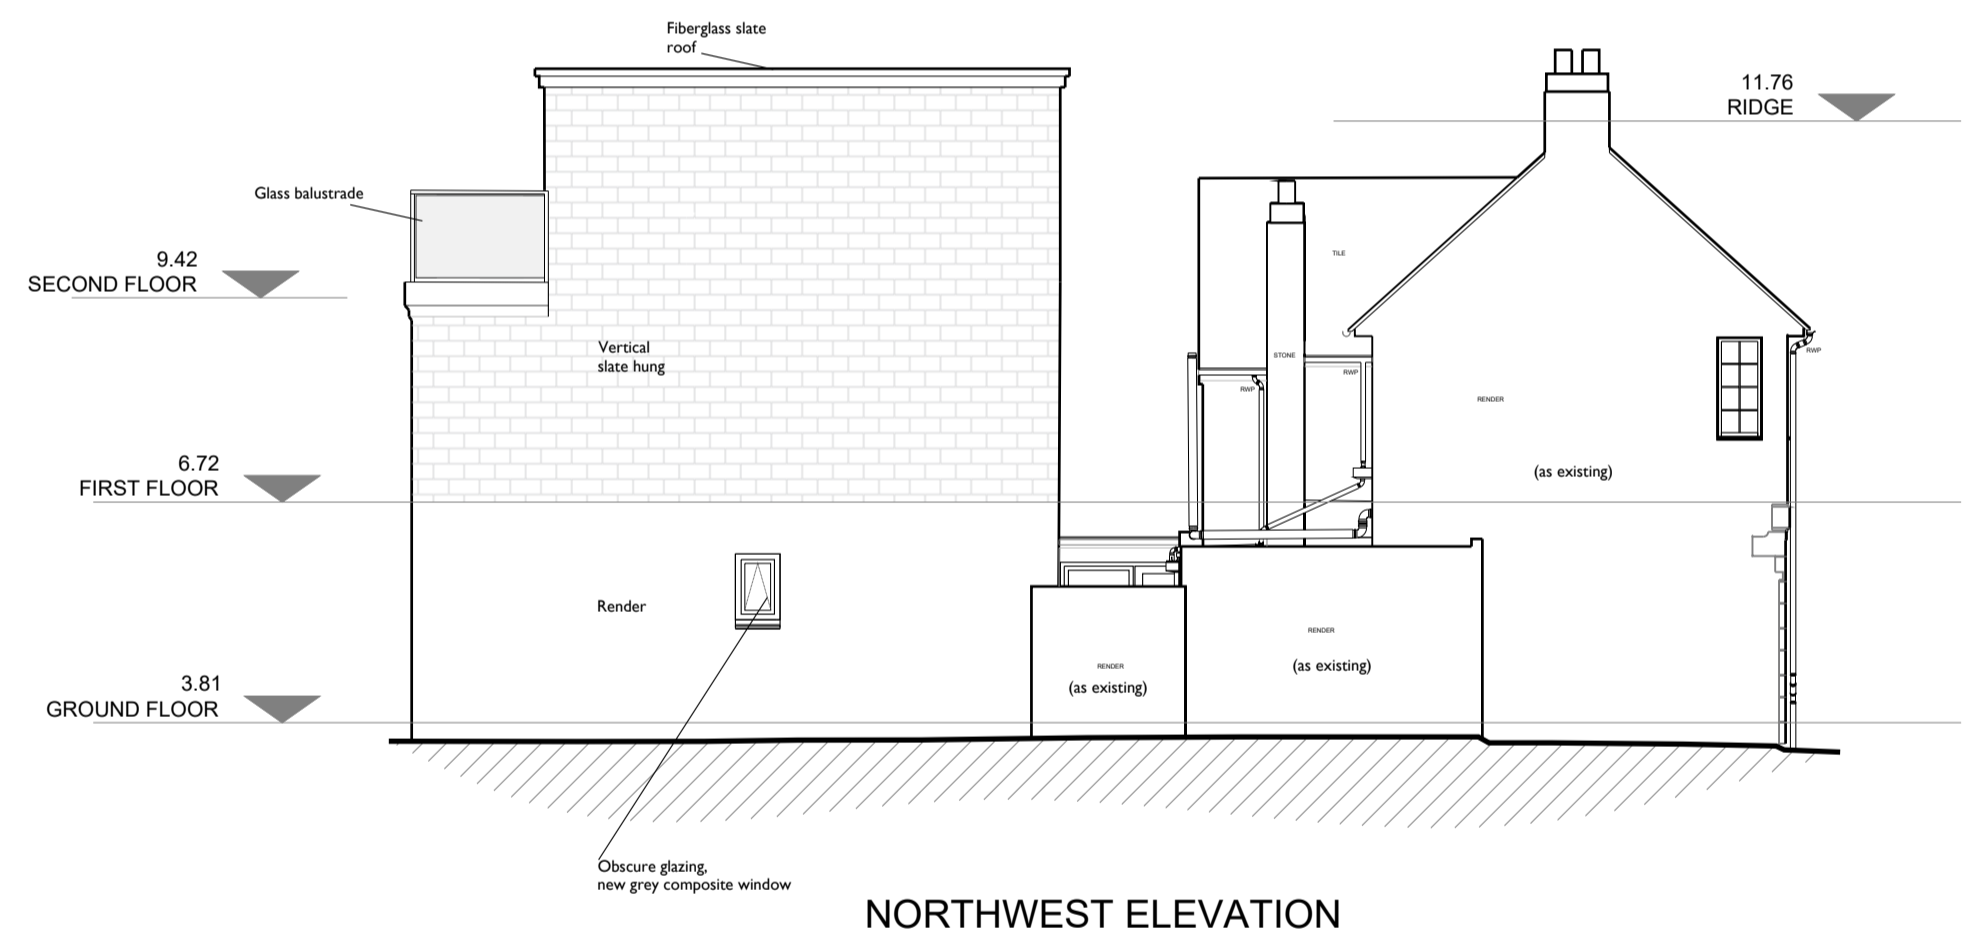 Fiberglass slate
roof
11.76
RIDGE
Glass balustrade
9.42
SECOND FLOOR
TILE
Vertical
slate hung
STONE
RWP
RWP
RWP
RENDER
6.72
FIRST FLOOR
(as existing)
Render
RENDER
(as existing)
RENDER
(as existing)
3.81
GROUND FLOOR
Obscure glazing,
new grey composite window
NORTHWEST ELEVATION